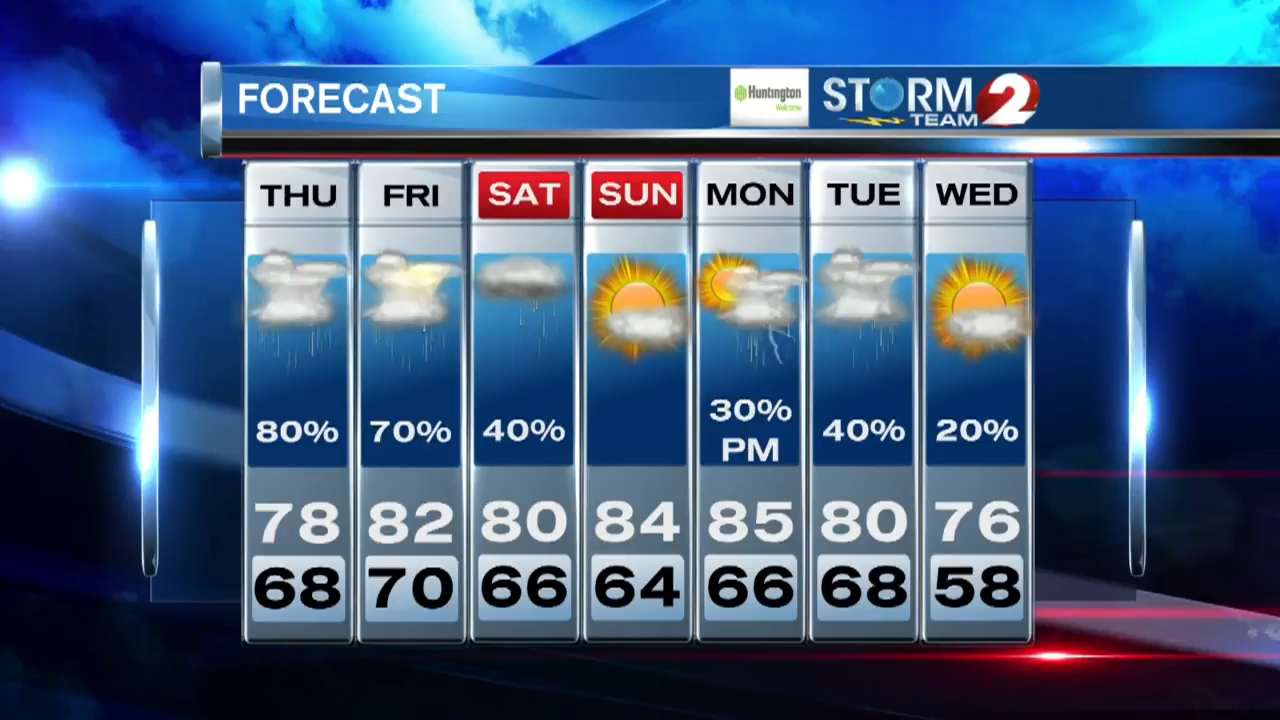 FORECAST
Huntington
Welcome
STORM
TEAM
2
THU FRI SAT SUN MON TUE WED
80% 70% 40% 30% PM 40% 20%
78 82 80 84 85 80 76
68 70 66 64 66 68 58